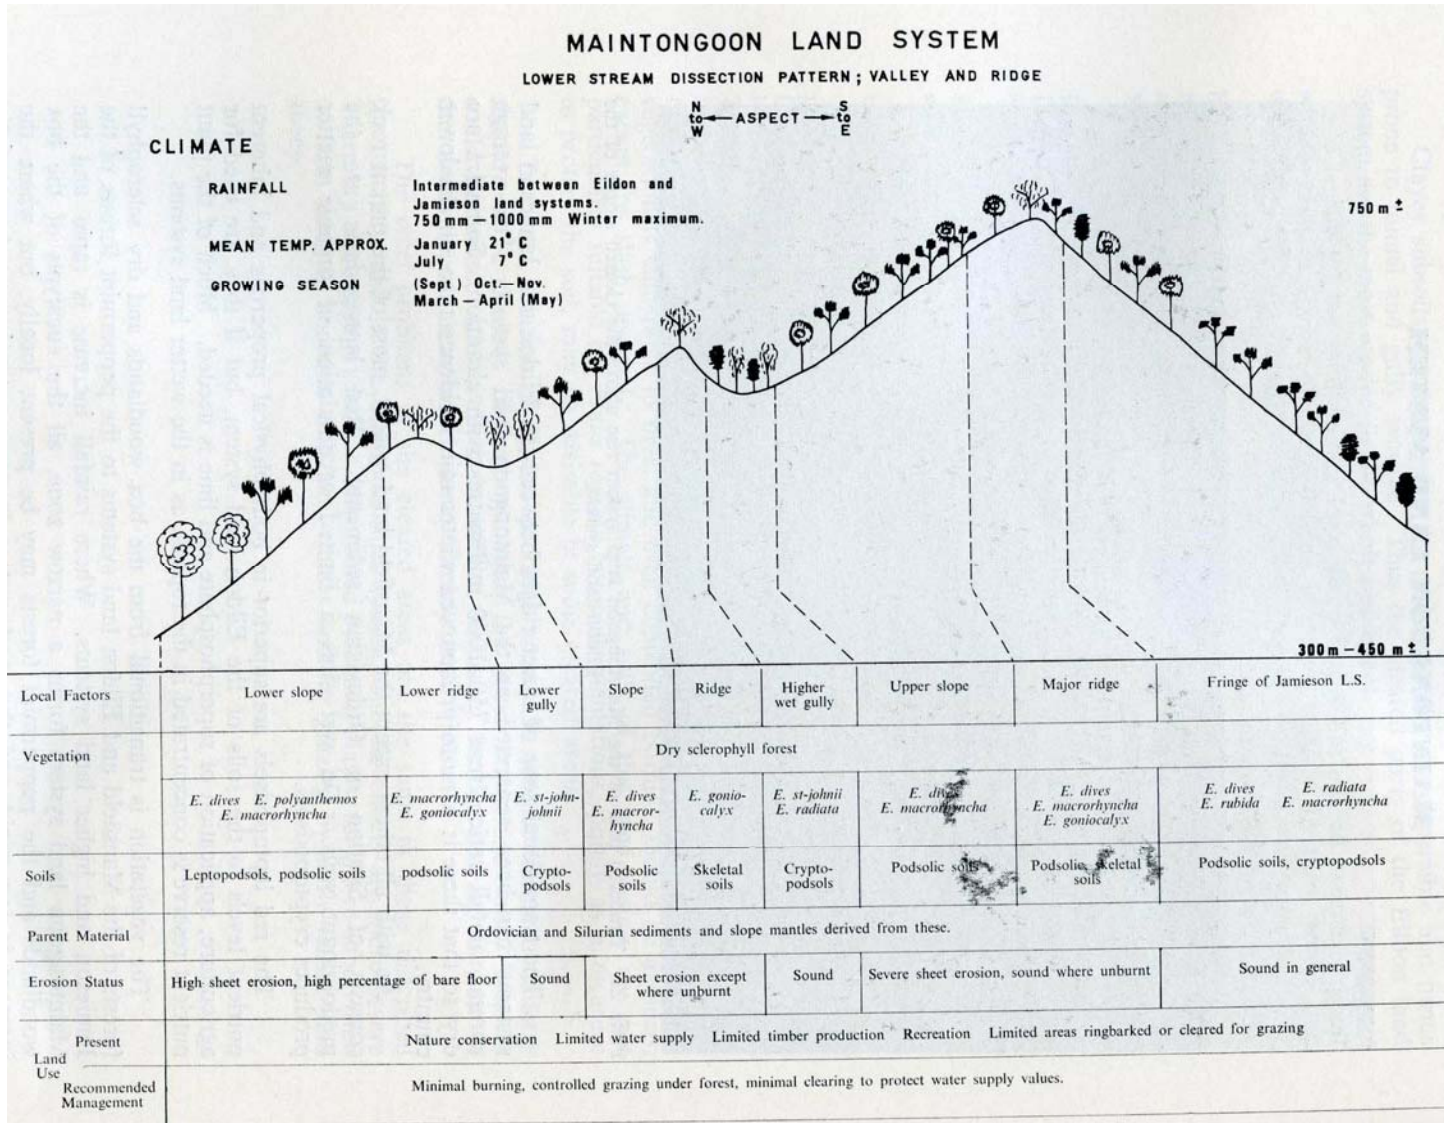 MAINTONGOON LAND SYSTEM
LOWER STREAM DISSECTION PATTERN; VALLEY AND RIDGE
N to W ASPECT S to E
CLIMATE
RAINFALL
Intermediate between Eildon and
Jamieson land systems.
750 mm — 1000 mm Winter maximum.
MEAN TEMP. APPROX.
January 21° C
July 7° C
GROWING SEASON
(Sept) Oct.— Nov.
March — April (May)
750 m ±
300 m — 450 m ±
Local Factors
Lower slope
Lower ridge
Lower
gully
Slope
Ridge
Higher
wet gully
Upper slope
Major ridge
Fringe of Jamieson L.S.
Vegetation
Dry sclerophyll forest
E. dives E. polyanthemos
E. macrorhyncha
E. macrorhyncha
E. goniocalyx
E. st-john-
johnii
E. dives
E. macror-
hyncha
E. gonio-
calyx
E. st-johnii
E. radiata
E. dives
E. macrorhyncha
E. dives
E. macrorhyncha
E. goniocalyx
E. dives E. radiata
E. rubida E. macrorhyncha
Soils
Leptopodsols, podsolic soils
podsolic soils
Crypto-
podsols
Podsolic
soils
Skeletal
soils
Crypto-
podsols
Podsolic soils
Podsolic, skeletal
soils
Podsolic soils, cryptopodsols
Parent Material
Ordovician and Silurian sediments and slope mantles derived from these.
Erosion Status
High sheet erosion, high percentage of bare floor
Sound
Sheet erosion except
where unburnt
Sound
Severe sheet erosion, sound where unburnt
Sound in general
Land
Use
Present
Nature conservation Limited water supply Limited timber production Recreation Limited areas ringbarked or cleared for grazing
Recommended
Management
Minimal burning, controlled grazing under forest, minimal clearing to protect water supply values.